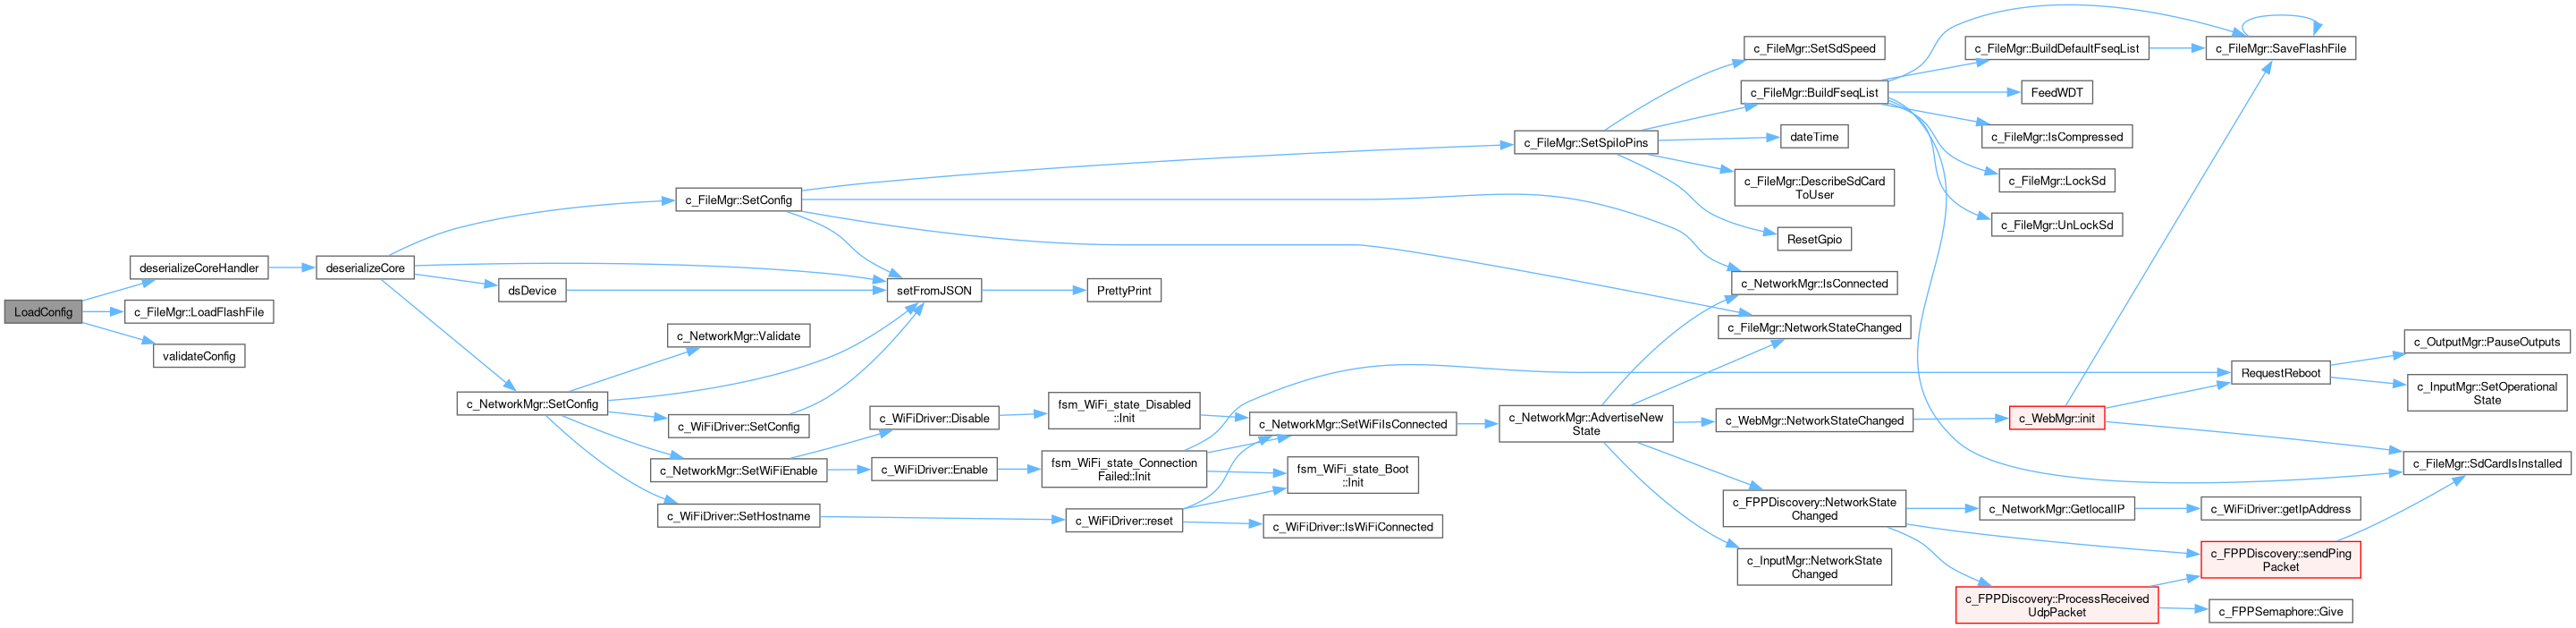 LoadConfig
deserializeCoreHandler
c_FileMgr::LoadFlashFile
validateConfig
deserializeCore
c_FileMgr::SetConfig
dsDevice
c_NetworkMgr::SetConfig
setFromJSON
PrettyPrint
c_NetworkMgr::Validate
c_WiFiDriver::SetConfig
c_NetworkMgr::SetWiFiEnable
c_WiFiDriver::SetHostname
c_WiFiDriver::Disable
c_WiFiDriver::Enable
fsm_WiFi_state_Disabled
::Init
fsm_WiFi_state_Connection
Failed::Init
c_WiFiDriver::reset
c_NetworkMgr::SetWiFiIsConnected
fsm_WiFi_state_Boot
::Init
c_WiFiDriver::IsWiFiConnected
c_FileMgr::SetSpiIoPins
c_NetworkMgr::AdvertiseNew
State
c_FileMgr::SetSdSpeed
c_FileMgr::BuildFseqList
dateTime
c_FileMgr::DescribeSdCard
ToUser
ResetGpio
c_NetworkMgr::IsConnected
c_FileMgr::NetworkStateChanged
c_WebMgr::NetworkStateChanged
c_FPPDiscovery::NetworkState
Changed
c_InputMgr::NetworkState
Changed
c_FileMgr::BuildDefaultFseqList
FeedWDT
c_FileMgr::IsCompressed
c_FileMgr::LockSd
c_FileMgr::UnLockSd
c_WebMgr::init
c_NetworkMgr::GetlocalIP
c_FPPDiscovery::ProcessReceived
UdpPacket
c_FileMgr::SaveFlashFile
RequestReboot
c_WiFiDriver::getIpAddress
c_FPPDiscovery::sendPing
Packet
c_FPPSemaphore::Give
c_OutputMgr::PauseOutputs
c_InputMgr::SetOperational
State
c_FileMgr::SdCardIsInstalled